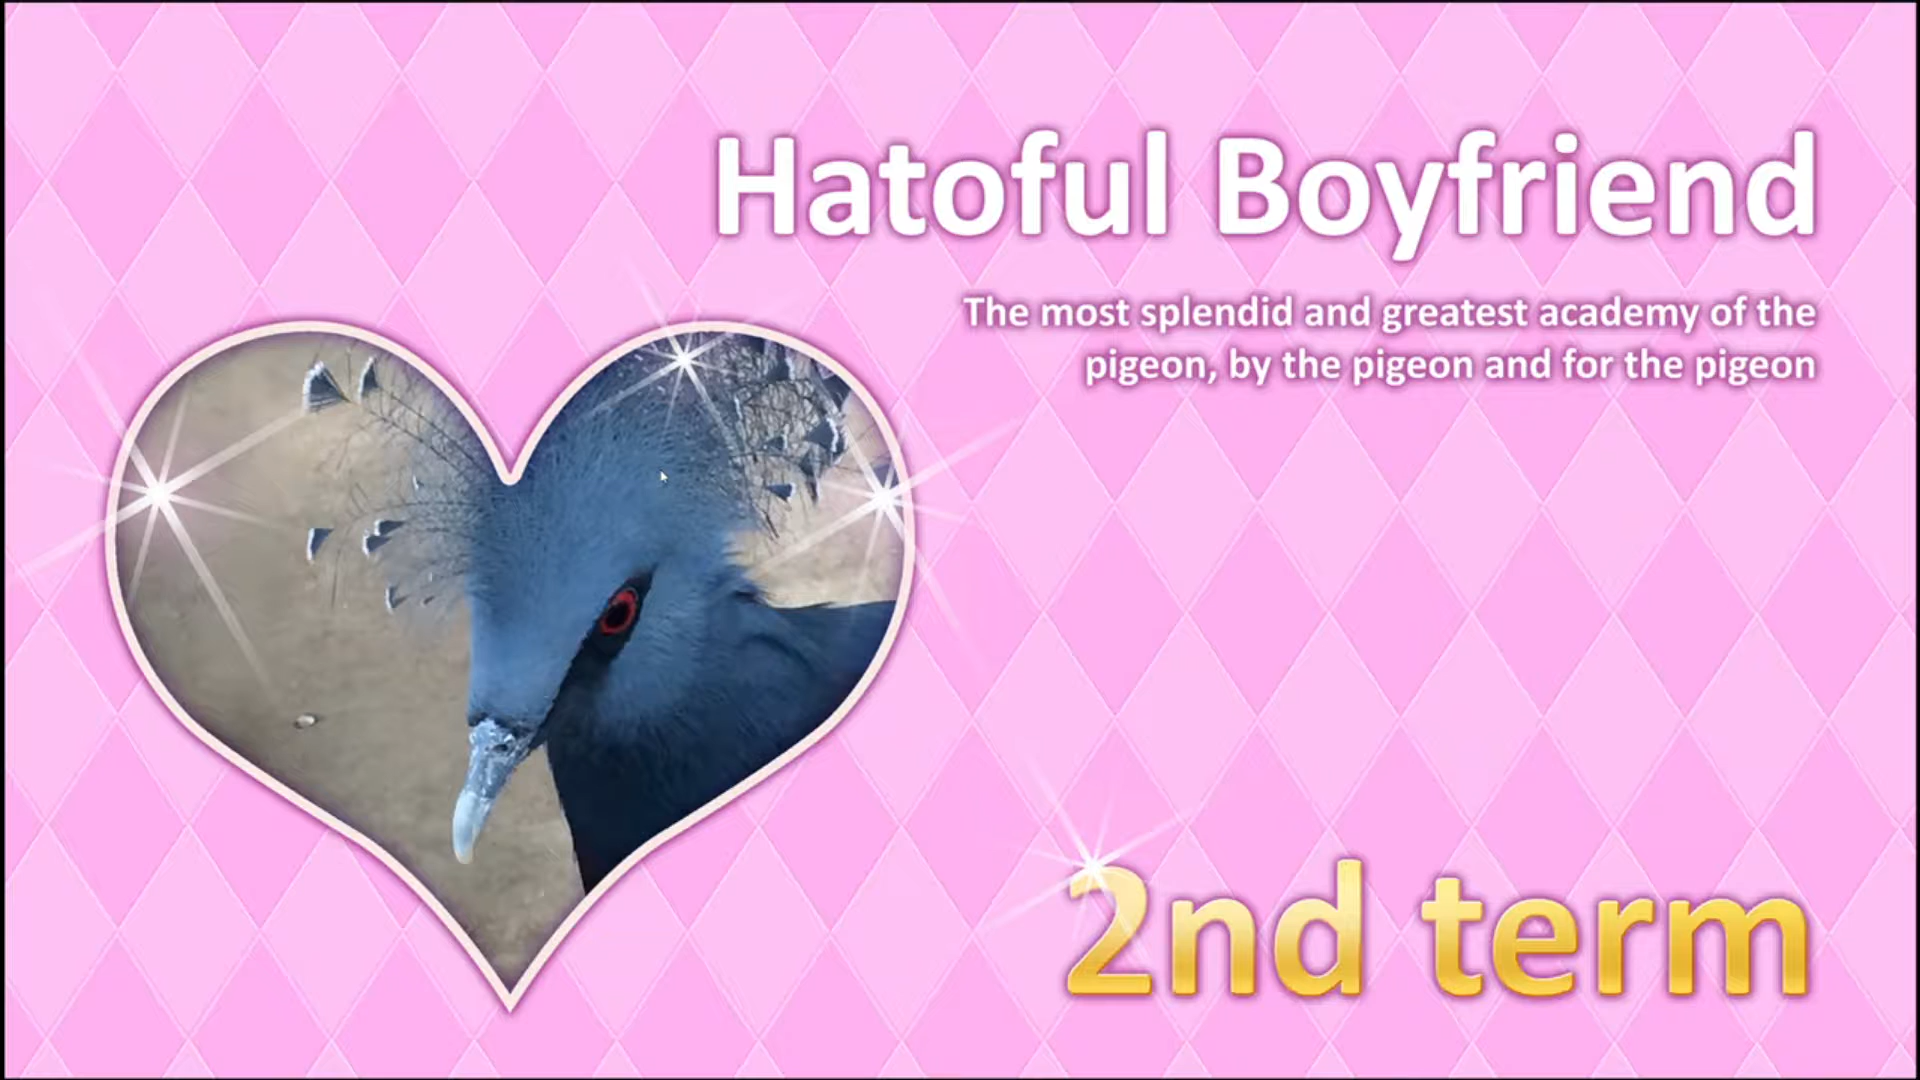 Hatoful Boyfriend
The most splendid and greatest academy of the
pigeon, by the pigeon and for the pigeon
2nd term